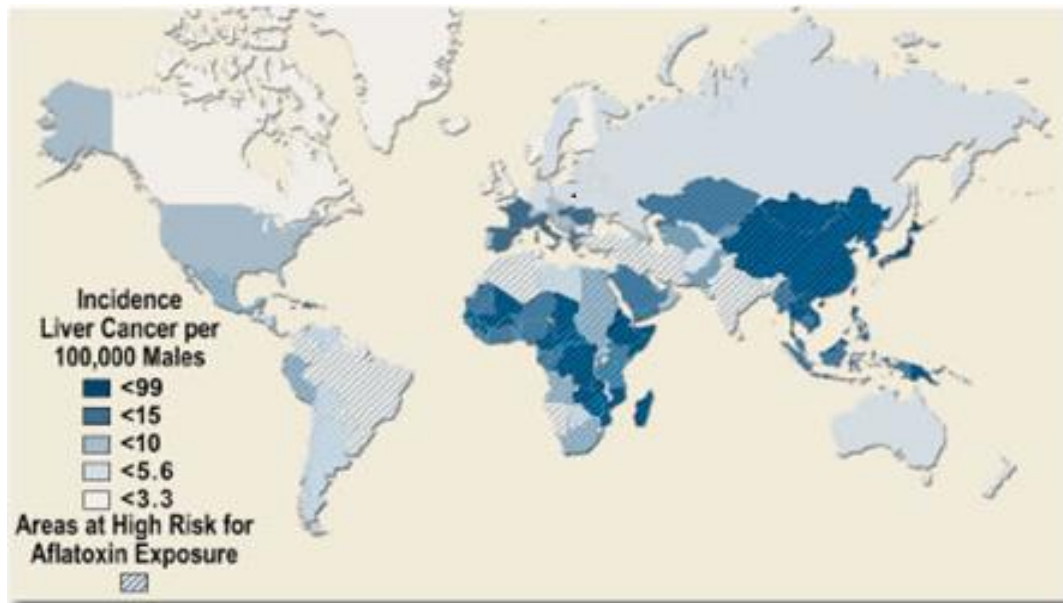 Incidence
Liver Cancer per
100,000 Males
<99
<15
<10
<5.6
<3.3
Areas at High Risk for
Aflatoxin Exposure